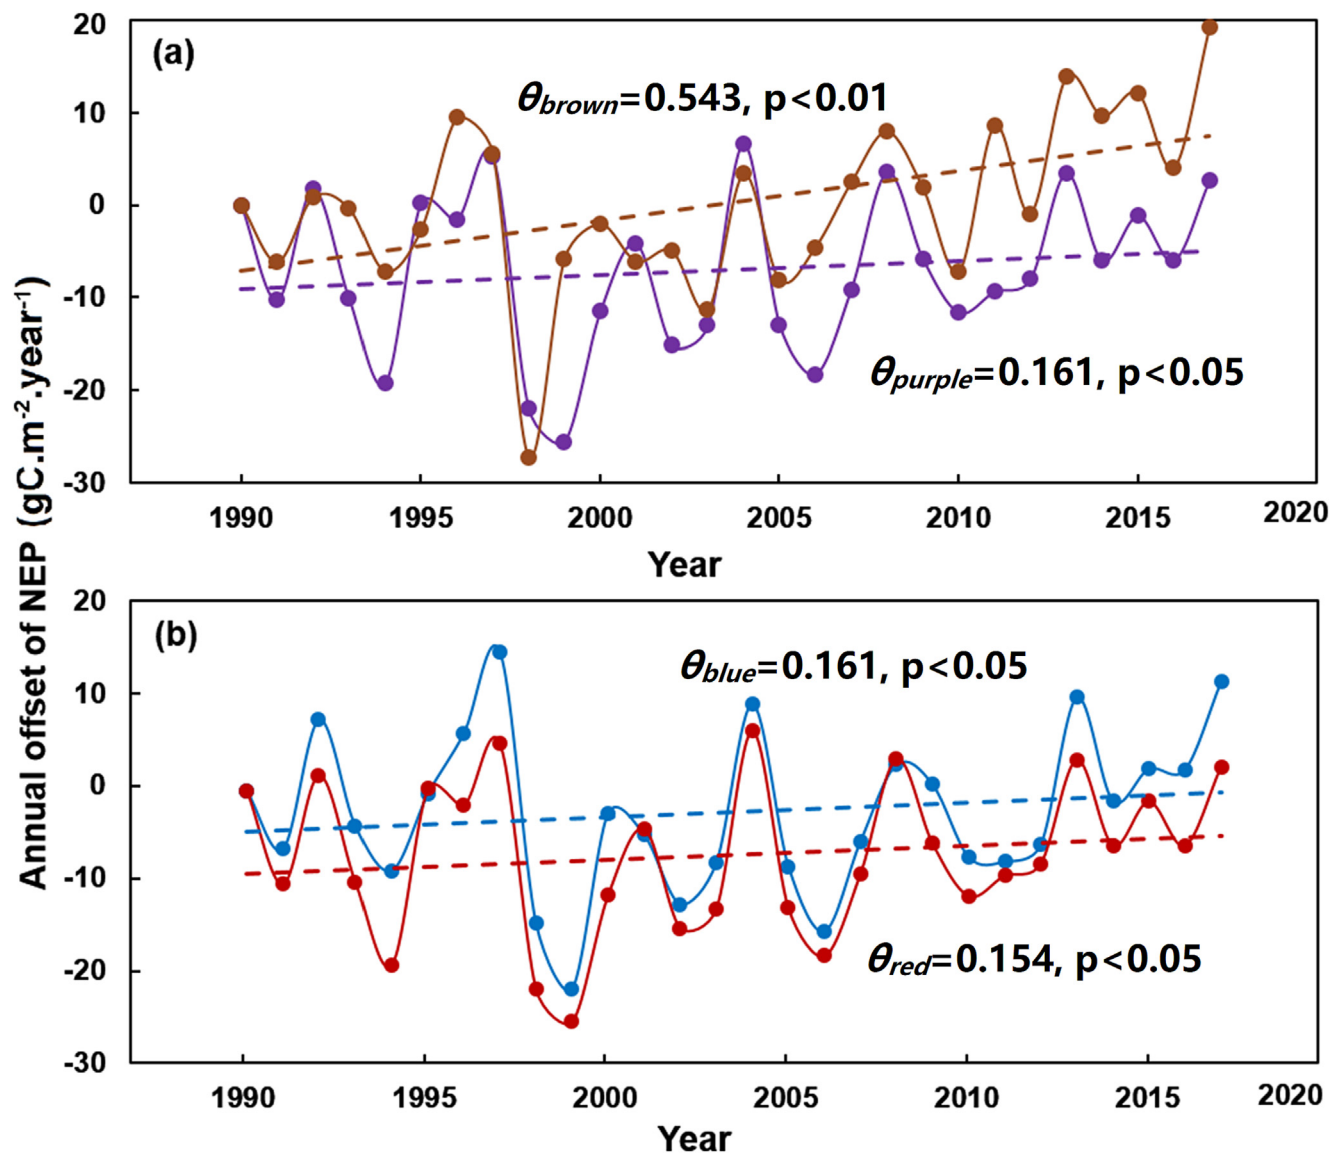 Annual offset of NEP (gC.m-2.year-1)
(a)
θbrown=0.543, p<0.01
θpurple=0.161, p<0.05
20
10
0
-10
-20
-30
1990 1995 2000 2005 2010 2015 2020
Year
(b)
θblue=0.161, p<0.05
θred=0.154, p<0.05
20
10
0
-10
-20
-30
1990 1995 2000 2005 2010 2015 2020
Year